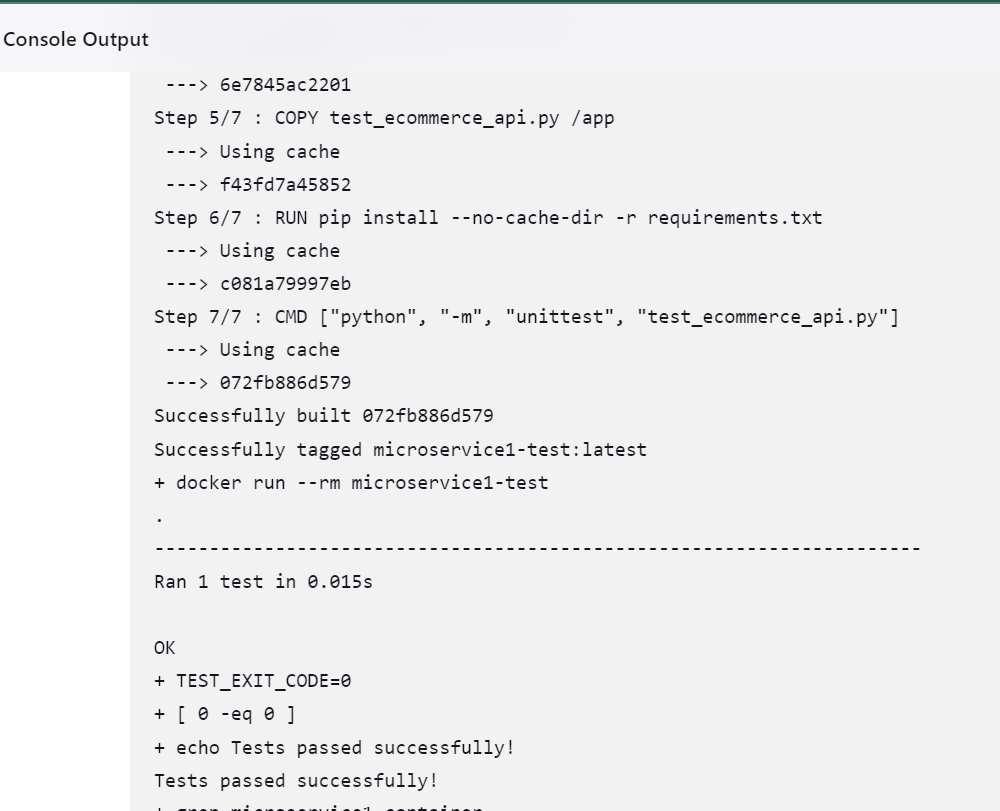 Console Output
---> 6e7845ac2201
Step 5/7 : COPY test_ecommerce_api.py /app
---> Using cache
---> f43fd7a45852
Step 6/7 : RUN pip install --no-cache-dir -r requirements.txt
---> Using cache
---> c081a79997eb
Step 7/7 : CMD ["python", "-m", "unittest", "test_ecommerce_api.py"]
---> Using cache
---> 072fb886d579
Successfully built 072fb886d579
Successfully tagged microservice1-test:latest
+ docker run --rm microservice1-test
.
----------------------------------------------------------------------
Ran 1 test in 0.015s
OK
+ TEST_EXIT_CODE=0
+ [ 0 -eq 0 ]
+ echo Tests passed successfully!
Tests passed successfully!
+ grep microservice1 container